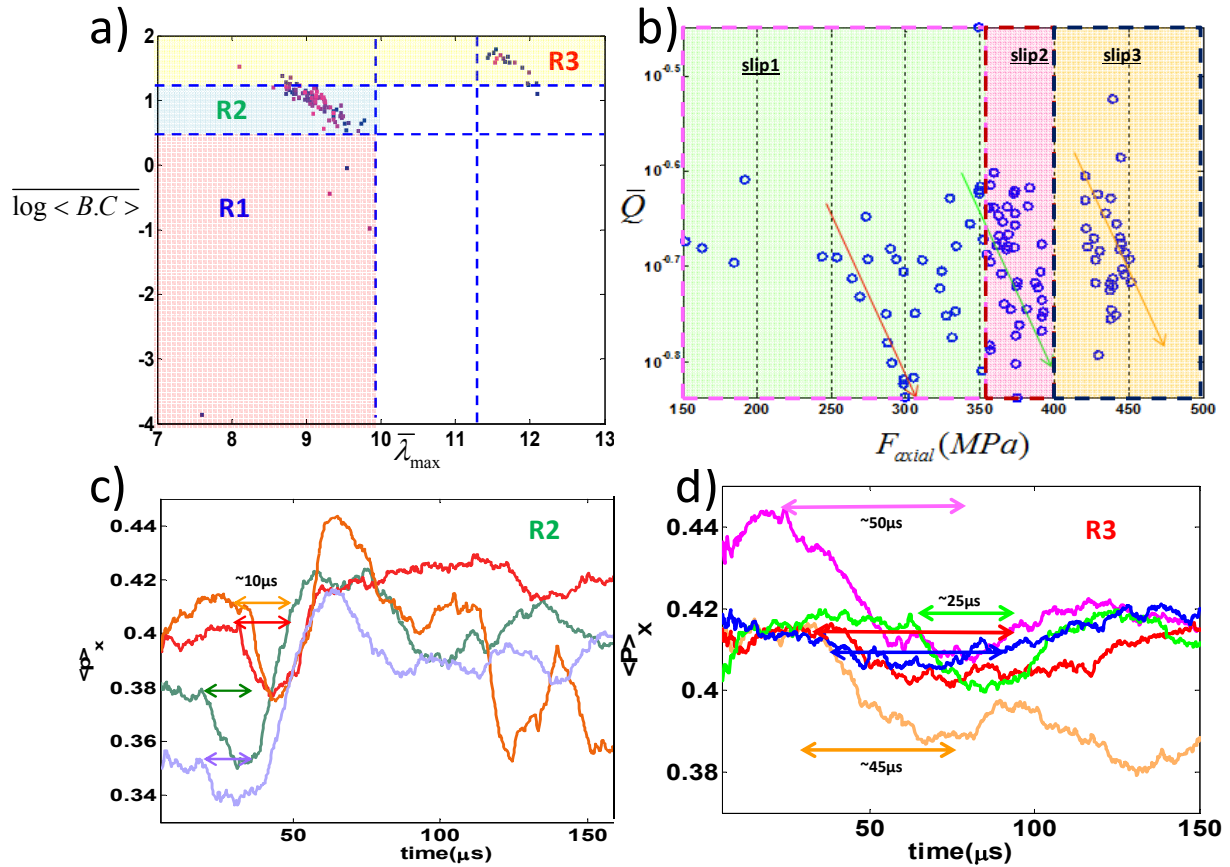 a)
2
1
0
-1
-2
-3
-4
7 8 9 10 11 12 13
R3
R2
R1
log < B.C >
λ̄max
b)
slip1 slip2 slip3
10^-0.5
10^-0.6
10^-0.7
10^-0.8
Q̄
150 200 250 300 350 400 450 500
F_axial (MPa)
c)
R2
0.44
0.42
0.4
0.38
0.36
0.34
~10μs
<P>x
50 100 150
time(μs)
d)
R3
0.44
0.42
0.4
0.38
~50μs
~25μs
~45μs
<P>x
50 100 150
time(μs)